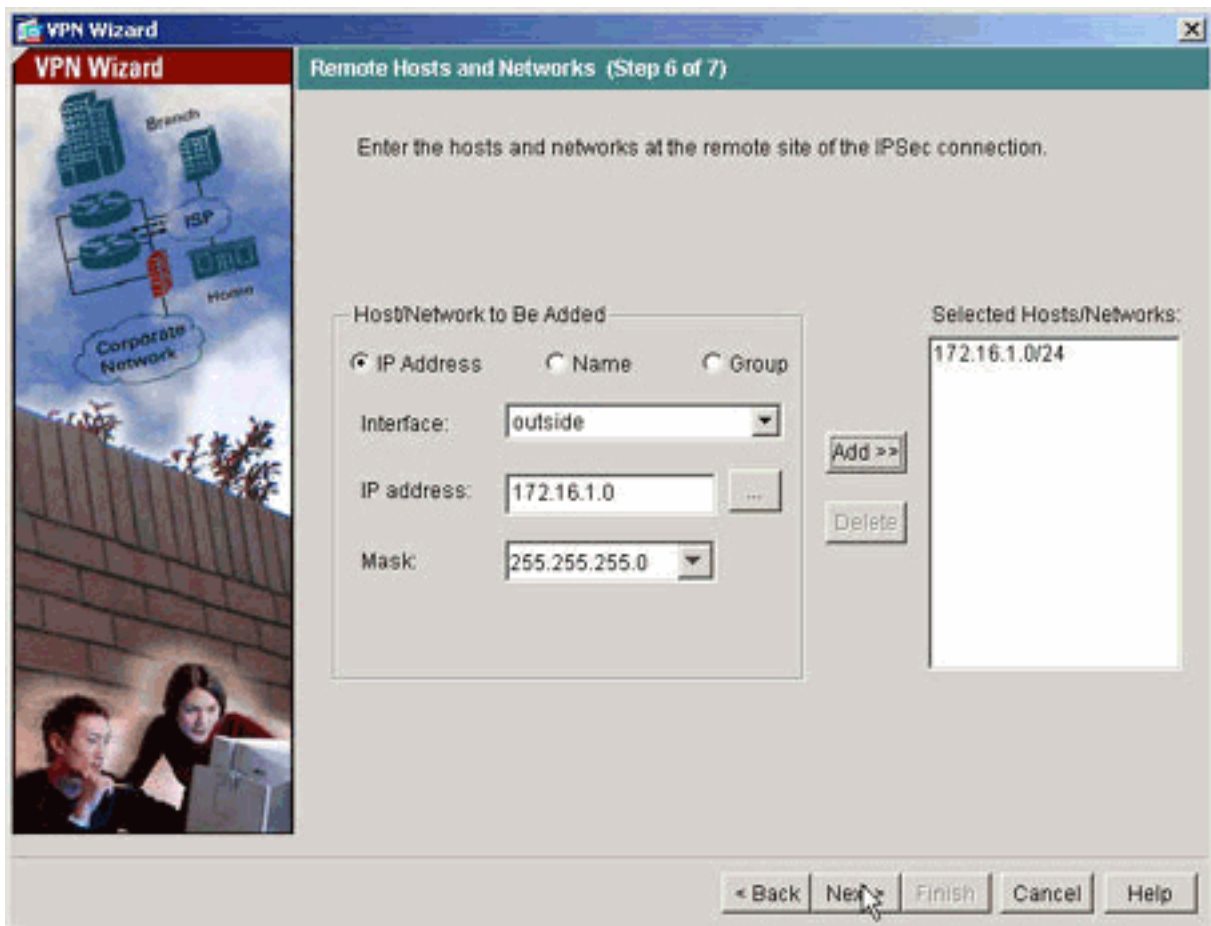 VPN Wizard
VPN Wizard
Remote Hosts and Networks (Step 6 of 7)
Branch
ISP
Home
Corporate
Network
Enter the hosts and networks at the remote site of the IPSec connection.
Host/Network to Be Added
IP Address Name Group
Interface: outside
IP address: 172.16.1.0 ...
Mask: 255.255.255.0
Add >>
Delete
Selected Hosts/Networks:
172.16.1.0/24
< Back Next > Finish Cancel Help